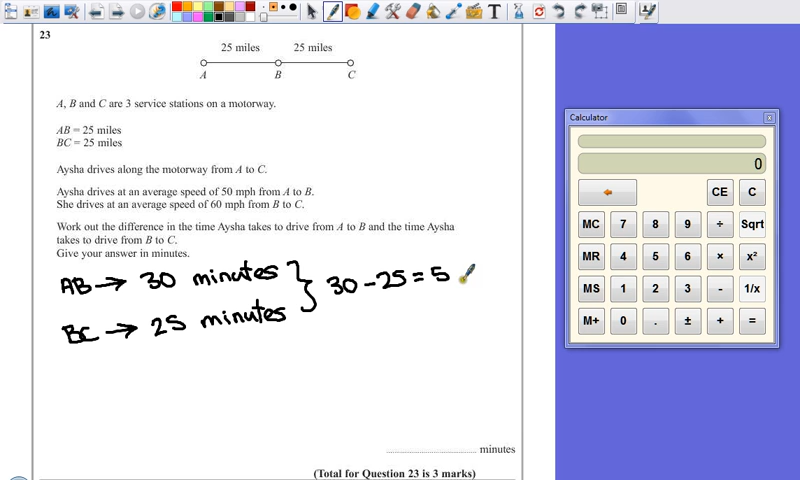 23
25 miles 25 miles
A B C
A, B and C are 3 service stations on a motorway.
AB = 25 miles
BC = 25 miles
Aysha drives along the motorway from A to C.
Aysha drives at an average speed of 50 mph from A to B.
She drives at an average speed of 60 mph from B to C.
Work out the difference in the time Aysha takes to drive from A to B and the time Aysha
takes to drive from B to C.
Give your answer in minutes.
AB → 30 minutes } 30 - 25 = 5
BC → 25 minutes
minutes
(Total for Question 23 is 3 marks)
Calculator
0
← CE C
MC 7 8 9 ÷ Sqrt
MR 4 5 6 × x²
MS 1 2 3 - 1/x
M+ 0 . ± + =